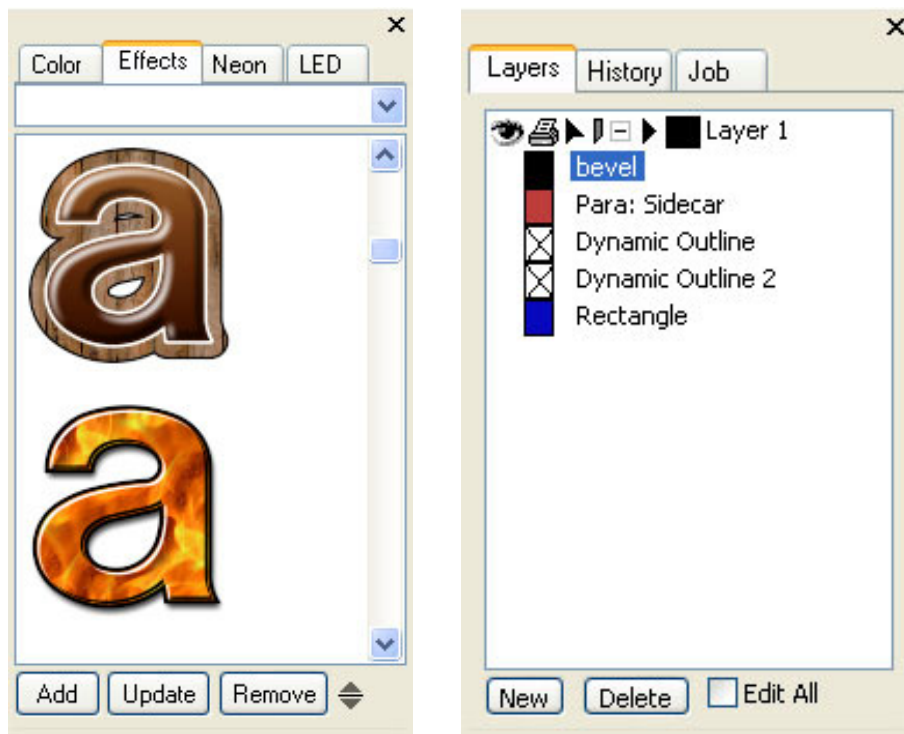 Color Effects Neon LED
a
a
Add Update Remove
Layers History Job
Layer 1
bevel
Para: Sidecar
Dynamic Outline
Dynamic Outline 2
Rectangle
New Delete Edit All